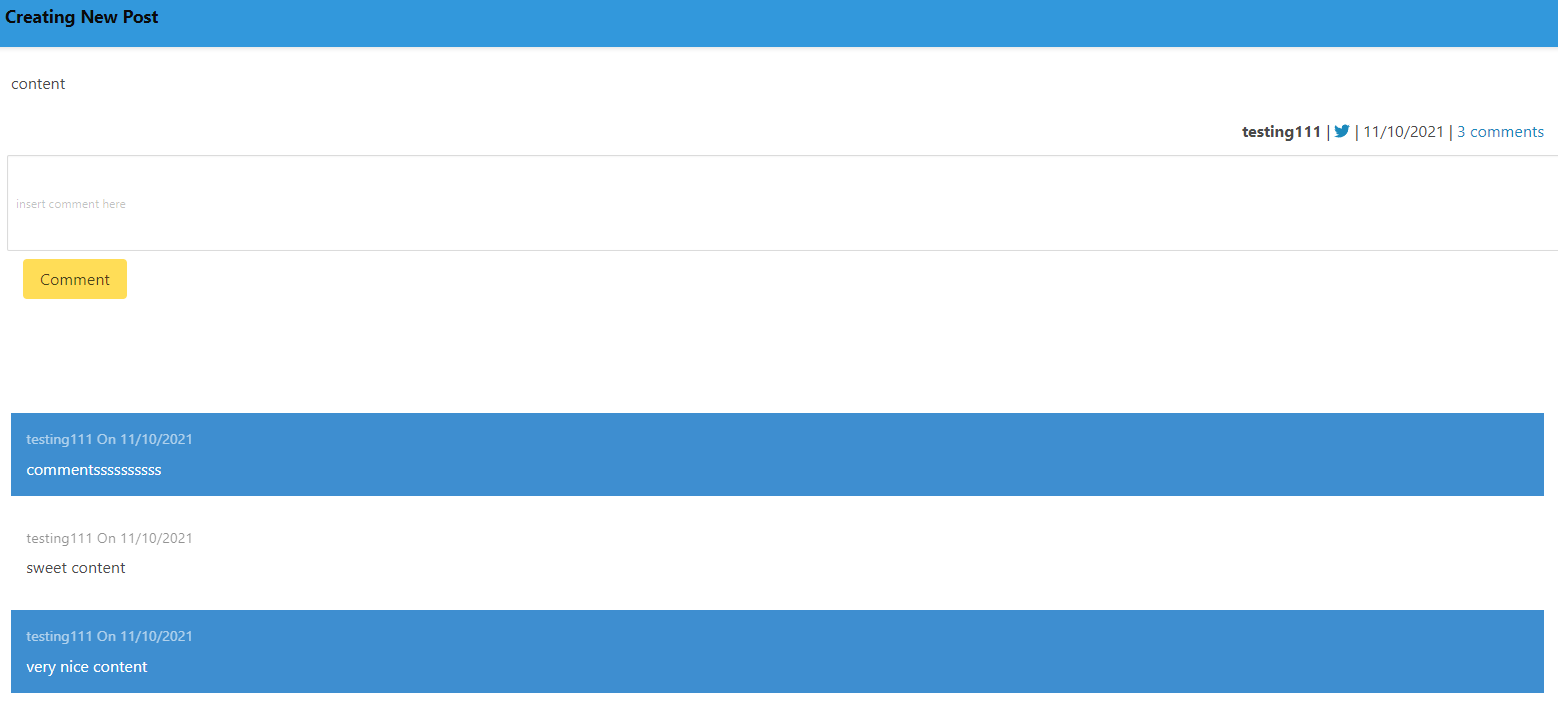 Creating New Post
content
testing111 | | 11/10/2021 | 3 comments
insert comment here
Comment
testing111 On 11/10/2021
commentssssssssss
testing111 On 11/10/2021
sweet content
testing111 On 11/10/2021
very nice content